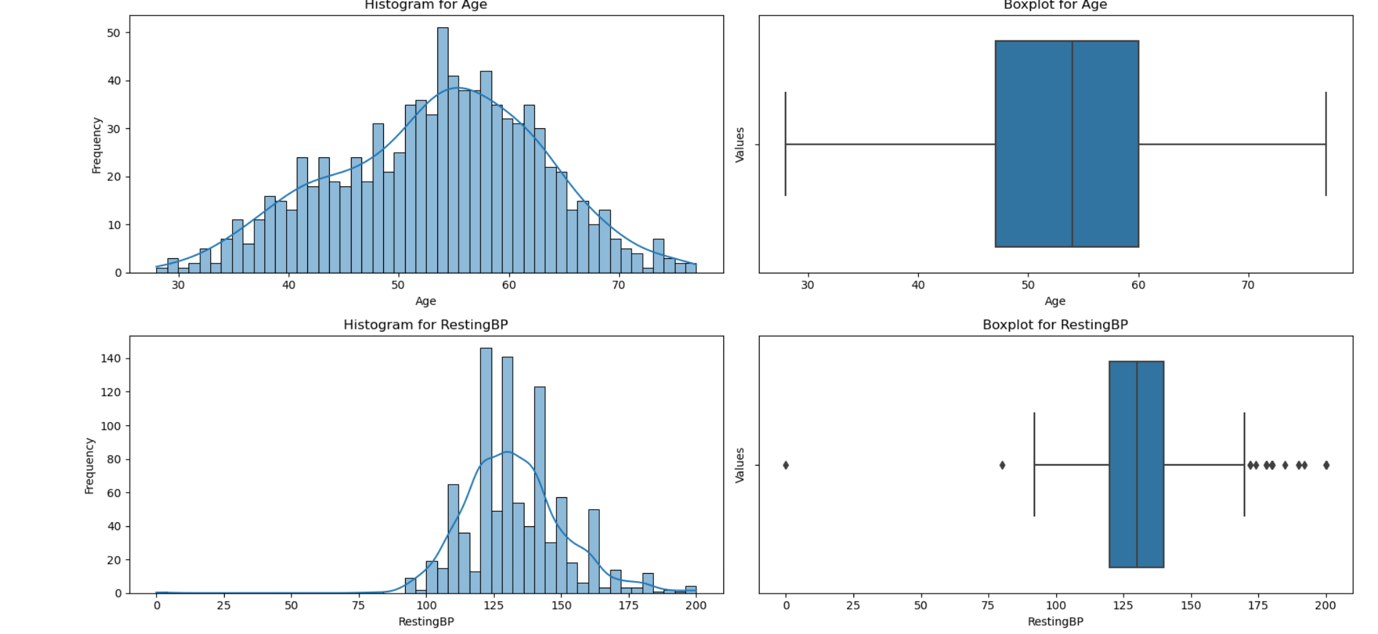 Histogram for Age
50
40
30
20
10
0
Frequency
30 40 50 60 70
Age
Boxplot for Age
Values
30 40 50 60 70
Age
Histogram for RestingBP
140
120
100
80
60
40
20
0
Frequency
0 25 50 75 100 125 150 175 200
RestingBP
Boxplot for RestingBP
Values
0 25 50 75 100 125 150 175 200
RestingBP